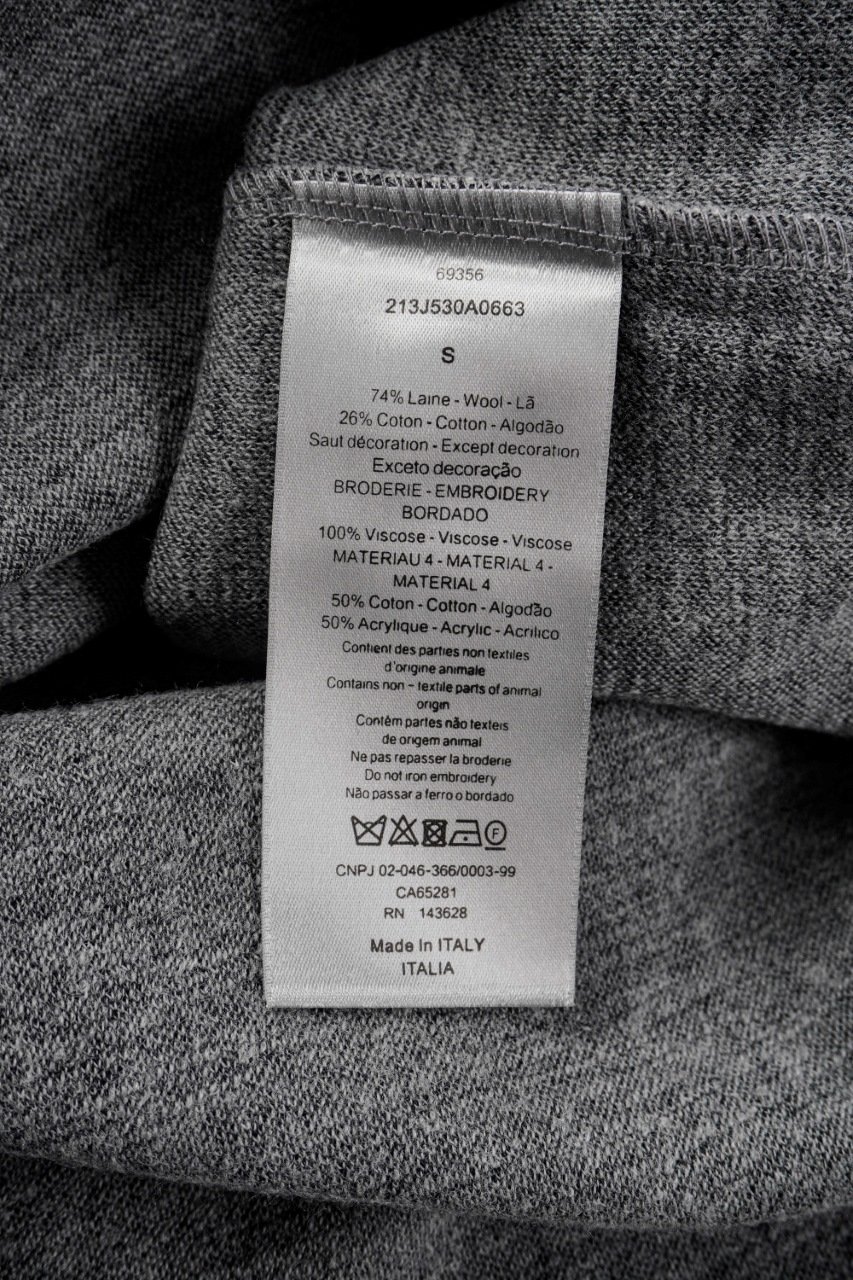 69356
213J530A0663
S
74% Laine - Wool - Lã
26% Coton - Cotton - Algodão
Sauf décoration - Except decoration
Exceto decoração
BRODERIE - EMBROIDERY
BORDADO
100% Viscose - Viscose - Viscose
MATERIAU 4 - MATERIAL 4 -
MATERIAL 4
50% Coton - Cotton - Algodão
50% Acrylique - Acrylic - Acrílico
Contient des parties non textiles
d'origine animale
Contains non - textile parts of animal
origin
Contêm partes não texteis
de origem animal
Ne pas repasser la broderie
Do not iron embroidery
Não passar a ferro o bordado
F
CNPJ 02-046-366/0003-99
CA65281
RN 143628
Made In ITALY
ITALIA